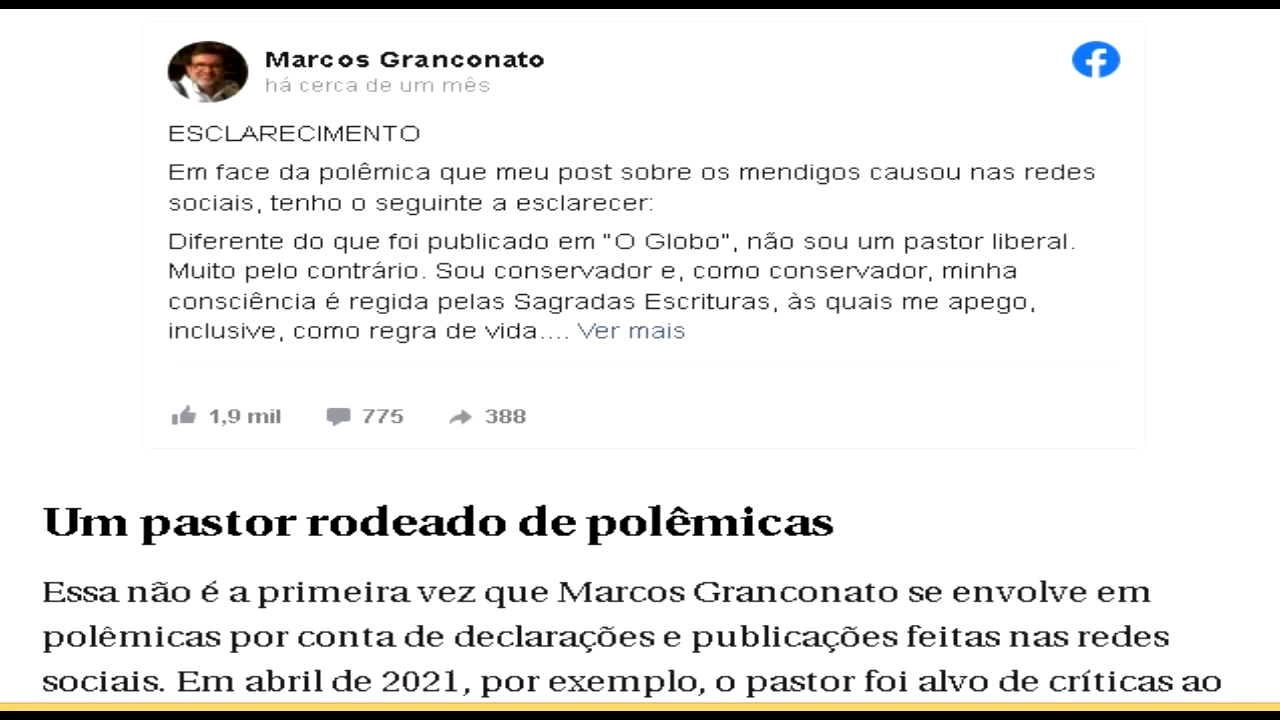 Marcos Granconato
há cerca de um mês
ESCLARECIMENTO
Em face da polêmica que meu post sobre os mendigos causou nas redes
sociais, tenho o seguinte a esclarecer:
Diferente do que foi publicado em "O Globo", não sou um pastor liberal.
Muito pelo contrário. Sou conservador e, como conservador, minha
consciência é regida pelas Sagradas Escrituras, às quais me apego,
inclusive, como regra de vida.... Ver mais
1,9 mil 775 388
Um pastor rodeado de polêmicas
Essa não é a primeira vez que Marcos Granconato se envolve em
polêmicas por conta de declarações e publicações feitas nas redes
sociais. Em abril de 2021, por exemplo, o pastor foi alvo de críticas ao